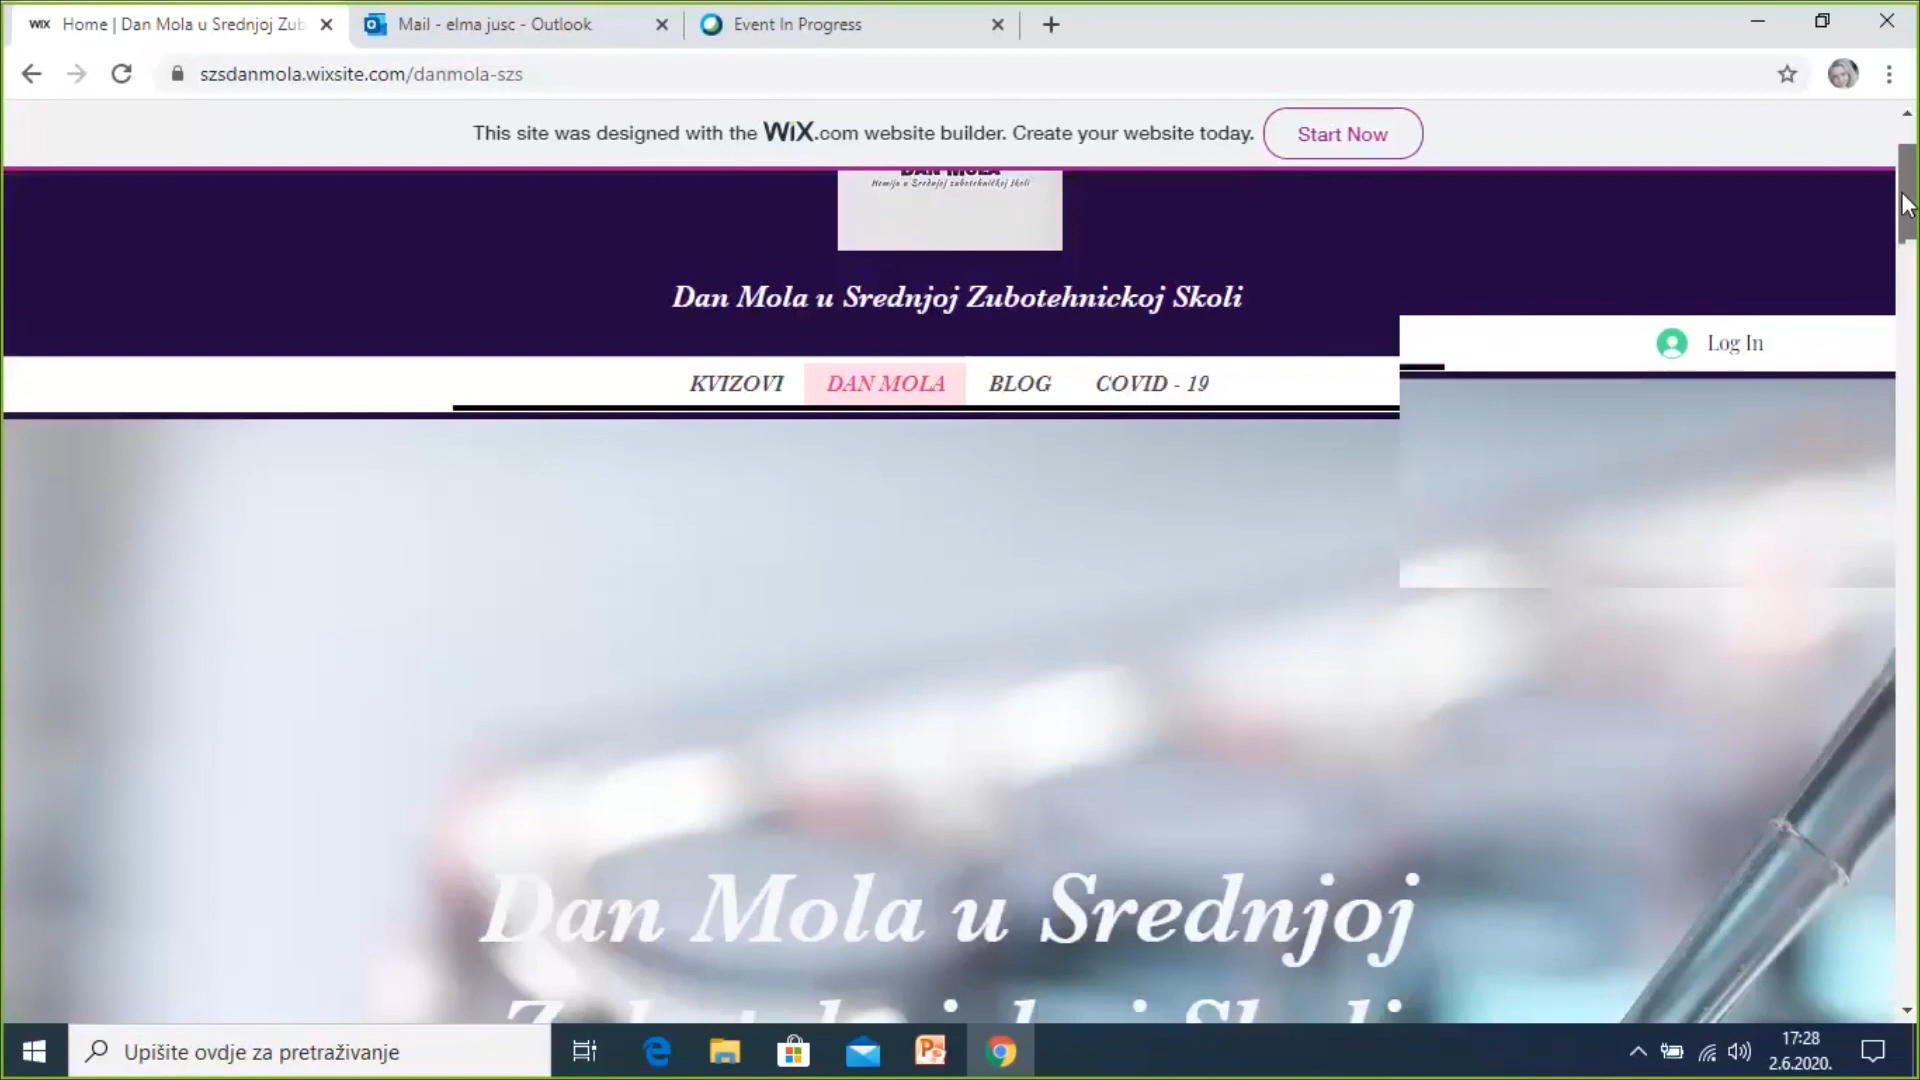 WiX Home | Dan Mola u Srednjoj Zub
Mail - elma jusc - Outlook
Event In Progress
szsdanmola.wixsite.com/danmola-szs
This site was designed with the WiX.com website builder. Create your website today. Start Now
DAN MOLA
Hemija u Srednjoj zubotehničkoj školi
Dan Mola u Srednjoj Zubotehnickoj Skoli
Log In
KVIZOVI DAN MOLA BLOG COVID - 19
Dan Mola u Srednjoj
Zubotehnickoj Skoli
Upišite ovdje za pretraživanje
17:28
2.6.2020.